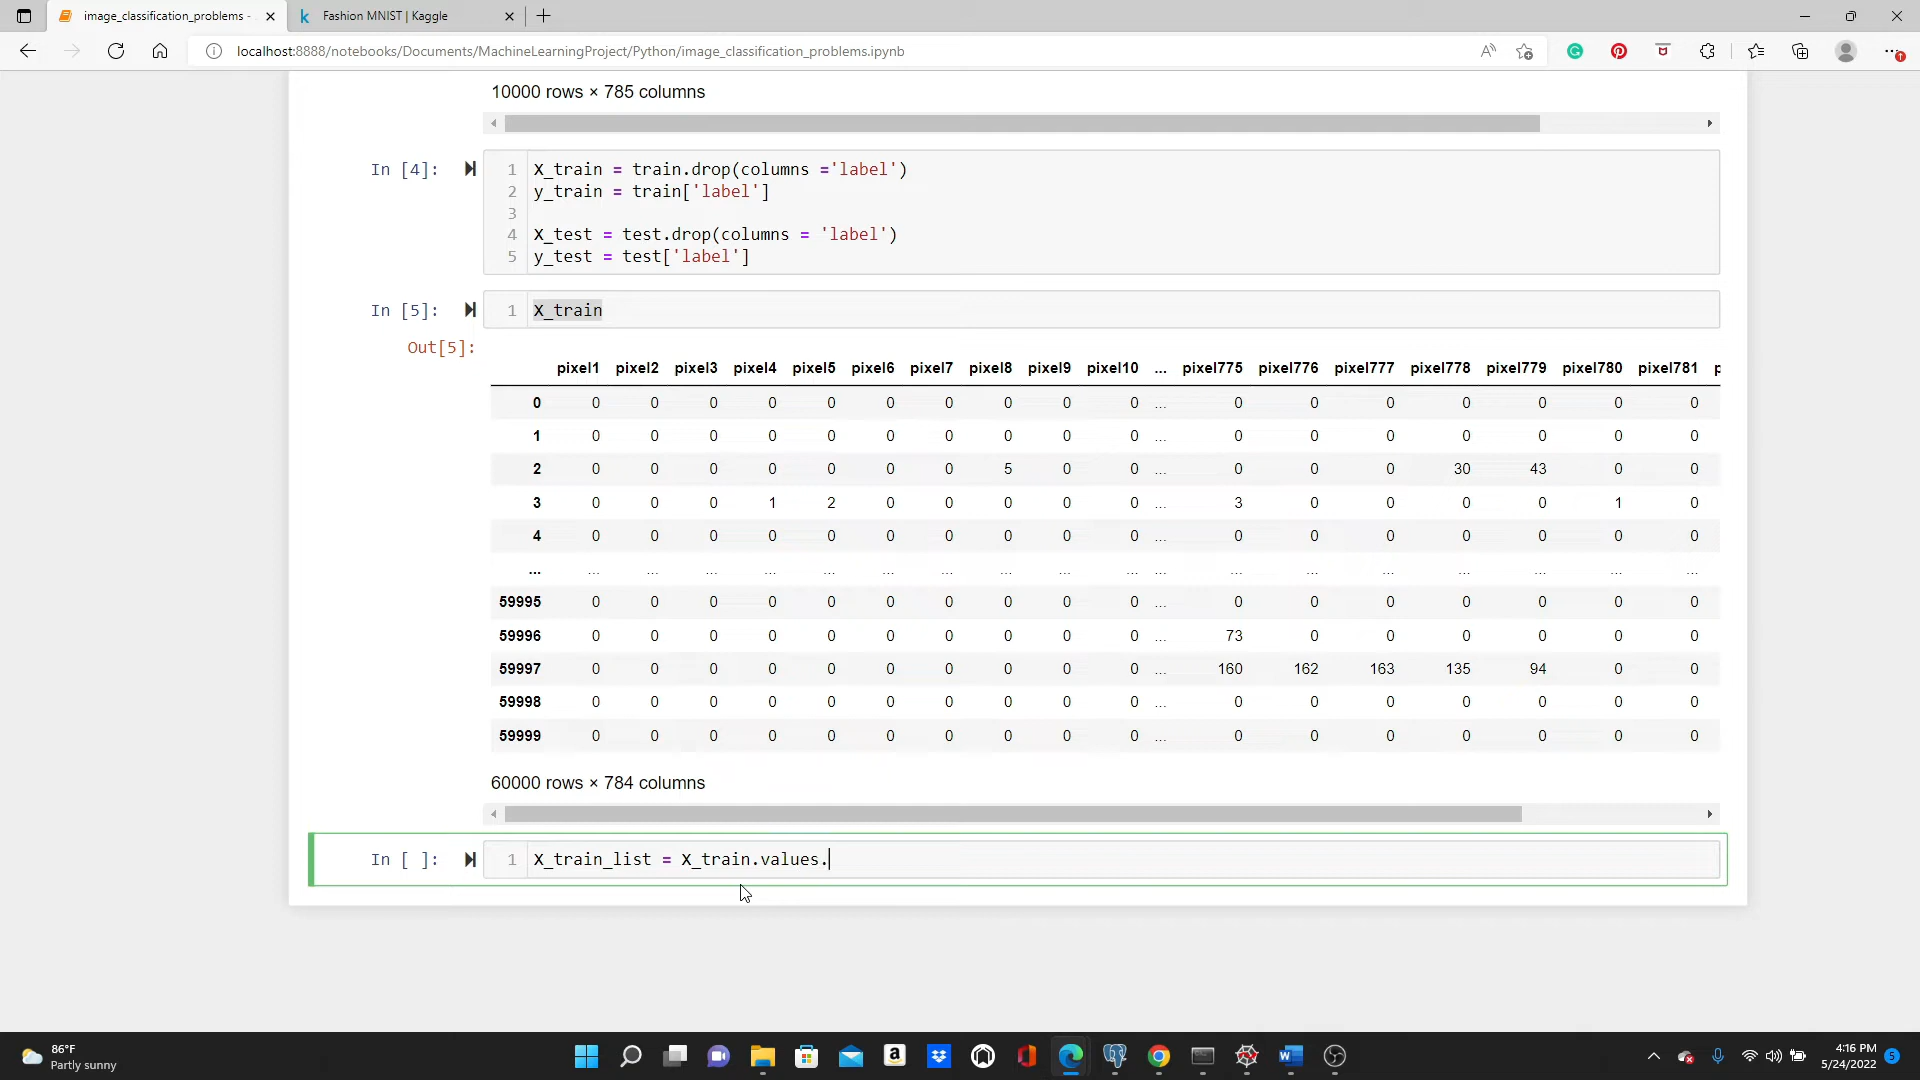 image_classification_problems -
Fashion MNIST | Kaggle
localhost:8888/notebooks/Documents/MachineLearningProject/Python/image_classification_problems.ipynb
10000 rows × 785 columns
In [4]:
1 X_train = train.drop(columns ='label')
2 y_train = train['label']
3
4 X_test = test.drop(columns = 'label')
5 y_test = test['label']
In [5]:
1 X_train
Out[5]:
pixel1 pixel2 pixel3 pixel4 pixel5 pixel6 pixel7 pixel8 pixel9 pixel10 ... pixel775 pixel776 pixel777 pixel778 pixel779 pixel780 pixel781 p
0 0 0 0 0 0 0 0 0 0 0 ... 0 0 0 0 0 0 0
1 0 0 0 0 0 0 0 0 0 0 ... 0 0 0 0 0 0 0
2 0 0 0 0 0 0 0 5 0 0 ... 0 0 0 30 43 0 0
3 0 0 0 1 2 0 0 0 0 0 ... 3 0 0 0 0 1 0
4 0 0 0 0 0 0 0 0 0 0 ... 0 0 0 0 0 0 0
... ... ... ... ... ... ... ... ... ... ... ... ... ... ... ... ... ... ...
59995 0 0 0 0 0 0 0 0 0 0 ... 0 0 0 0 0 0 0
59996 0 0 0 0 0 0 0 0 0 0 ... 73 0 0 0 0 0 0
59997 0 0 0 0 0 0 0 0 0 0 ... 160 162 163 135 94 0 0
59998 0 0 0 0 0 0 0 0 0 0 ... 0 0 0 0 0 0 0
59999 0 0 0 0 0 0 0 0 0 0 ... 0 0 0 0 0 0 0
60000 rows × 784 columns
In [ ]:
1 X_train_list = X_train.values.
86°F
Partly sunny
4:16 PM
5/24/2022
5